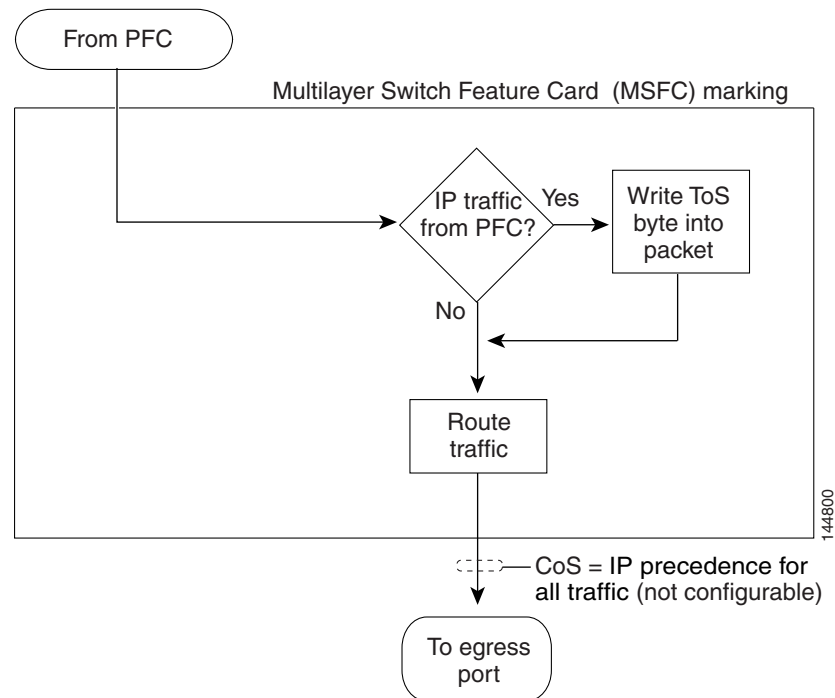 From PFC
Multilayer Switch Feature Card (MSFC) marking
IP traffic
from PFC?
Yes
Write ToS
byte into
packet
No
Route
traffic
144800
CoS = IP precedence for
all traffic (not configurable)
To egress
port